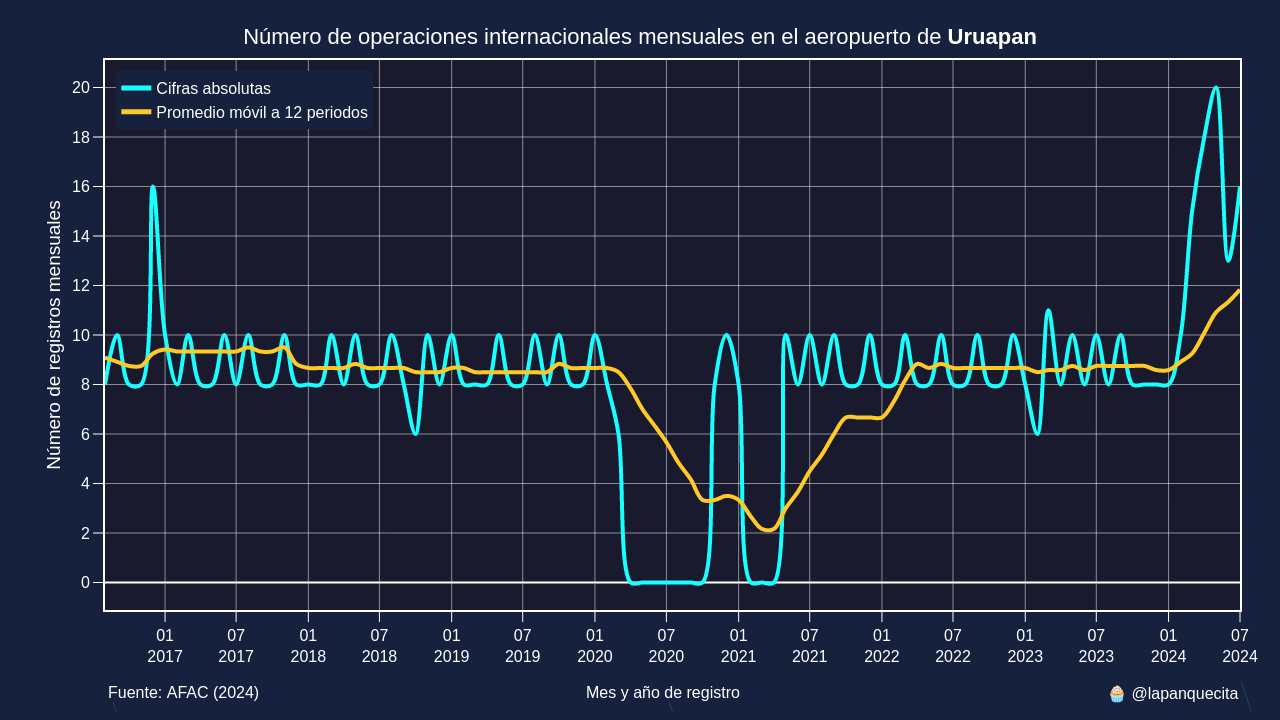 Número de operaciones internacionales mensuales en el aeropuerto de Uruapan
Cifras absolutas
Promedio móvil a 12 periodos
Número de registros mensuales
20
18
16
14
12
10
8
6
4
2
0
01 07 01 07 01 07 01 07 01 07 01 07 01 07 01 07
2017 2017 2018 2018 2019 2019 2020 2020 2021 2021 2022 2022 2023 2023 2024 2024
Fuente: AFAC (2024) Mes y año de registro 🧁 @lapanquecita